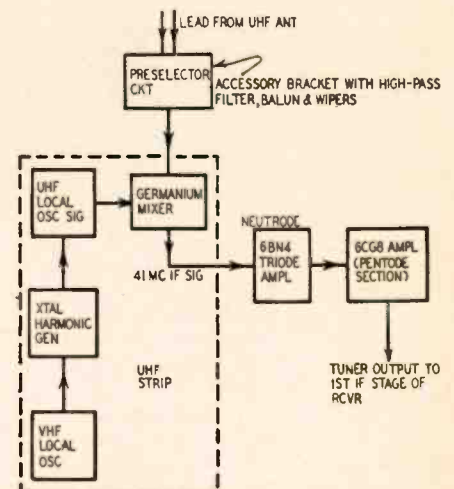 LEAD FROM UHF ANT
PRESELECTOR
CKT
ACCESSORY BRACKET WITH HIGH-PASS
FILTER, BALUN & WIPERS
UHF
LOCAL
OSC SIG
GERMANIUM
MIXER
NEUTRODE
41 MC IF SIG
6BN4
TRIODE
AMPL
6CG8 AMPL
(PENTODE
SECTION)
XTAL
HARMONIC
GEN
UHF
STRIP
TUNER OUTPUT TO
1ST IF STAGE OF
RCVR
VHF
LOCAL
OSC